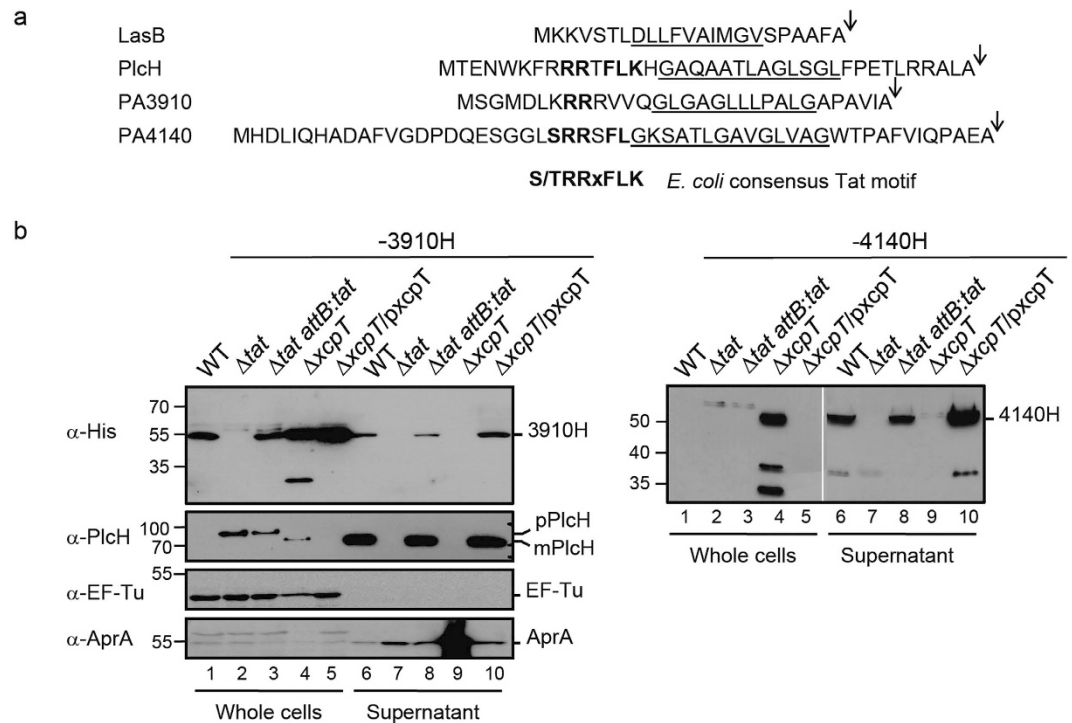 a
LasB MKKVSTLDLLFVAIMGVSPAAFA
PlcH MTENWKFRRRTFLKHGAQAATLAGLSGLFPETLRRALA
PA3910 MSGMDLKRRRVVQGLGAGLLLPALGAPAVIA
PA4140 MHDLIQHADAFVGDPDQESGGLSRRSFLGKSATLGAVGLVAGWTPAFVIQPAEA
S/TRRxFLK E. coli consensus Tat motif
b
-3910H
-4140H
WT Δtat Δtat attB:tat ΔxcpT ΔxcpT/pxcpT WT Δtat Δtat attB:tat ΔxcpT ΔxcpT/pxcpT
WT Δtat Δtat attB:tat ΔxcpT ΔxcpT/pxcpT WT Δtat Δtat attB:tat ΔxcpT ΔxcpT/pxcpT
α-His 70 55 35 3910H
50 40 35 4140H
α-PlcH 100 70 pPlcH mPlcH
α-EF-Tu 55 EF-Tu
α-AprA 55 AprA
1 2 3 4 5 6 7 8 9 10
Whole cells Supernatant
1 2 3 4 5 6 7 8 9 10
Whole cells Supernatant